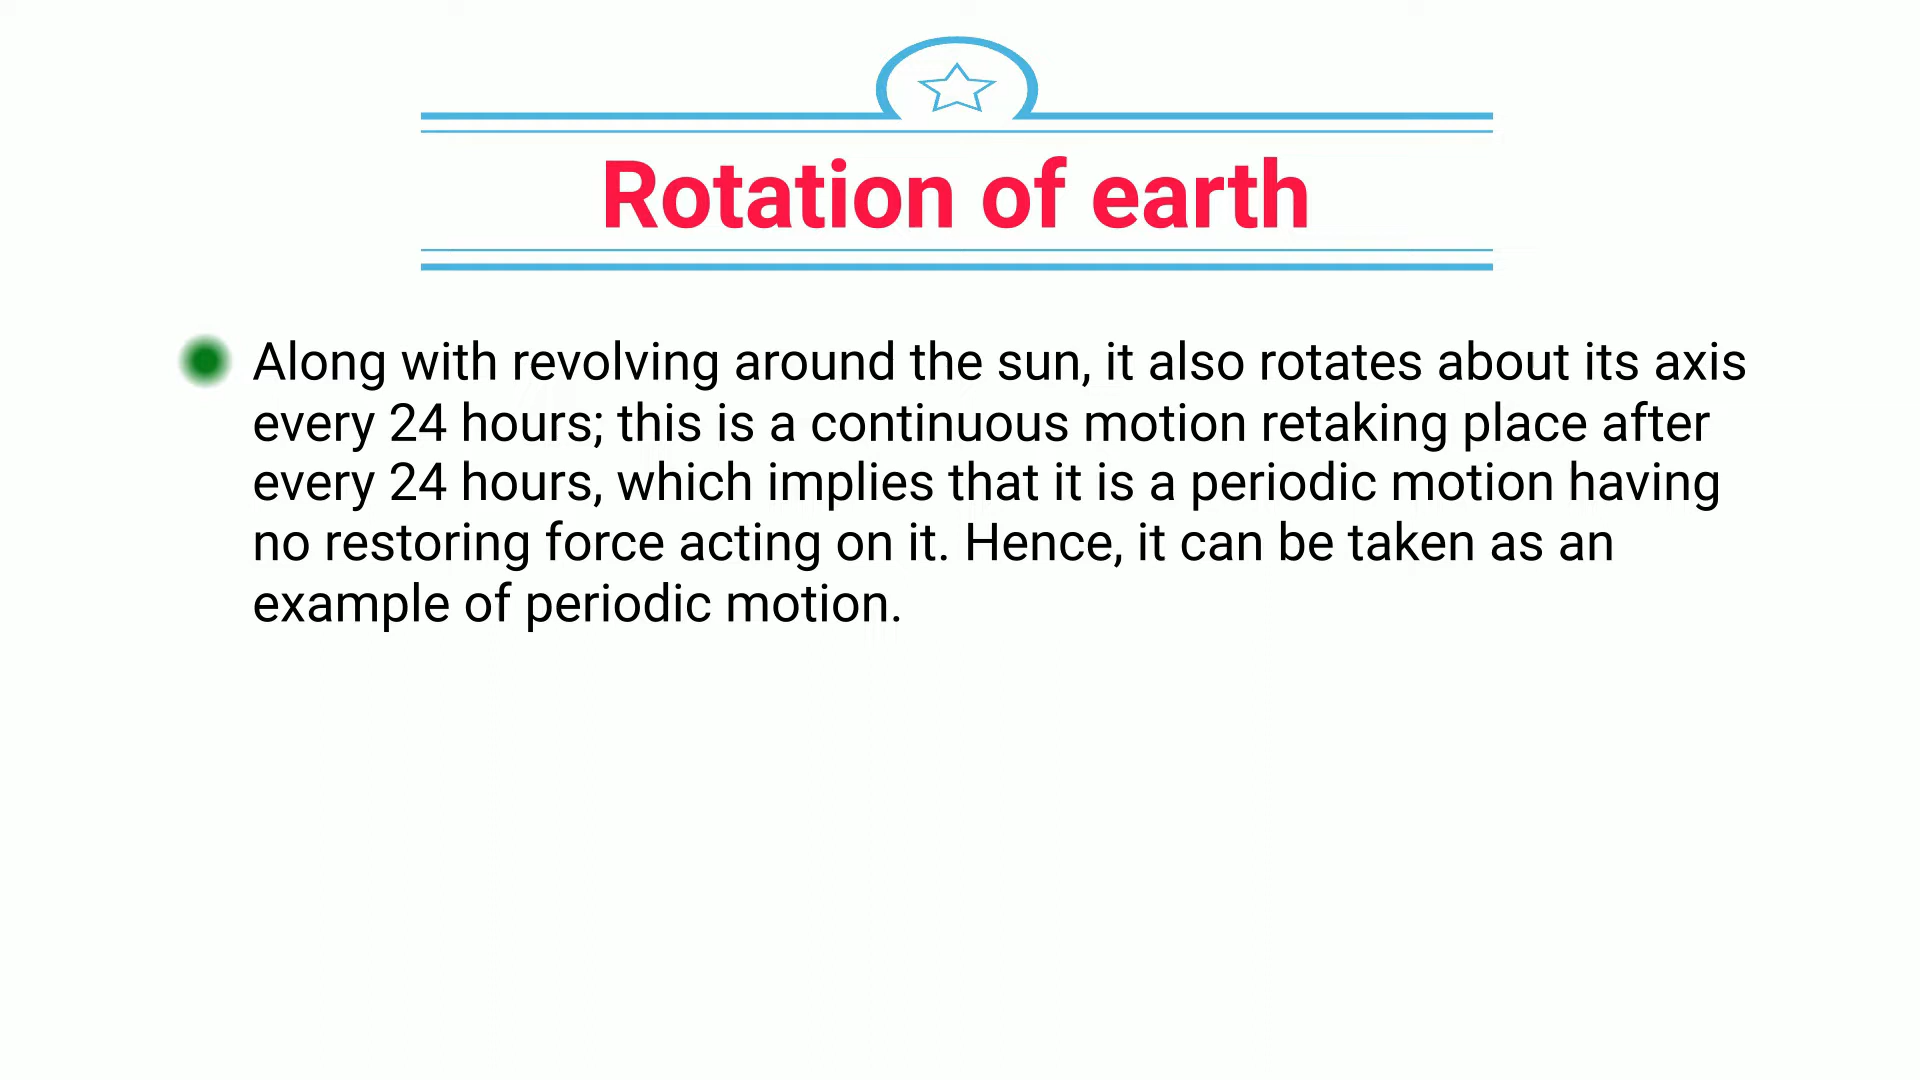 Rotation of earth
Along with revolving around the sun, it also rotates about its axis
every 24 hours; this is a continuous motion retaking place after
every 24 hours, which implies that it is a periodic motion having
no restoring force acting on it. Hence, it can be taken as an
example of periodic motion.